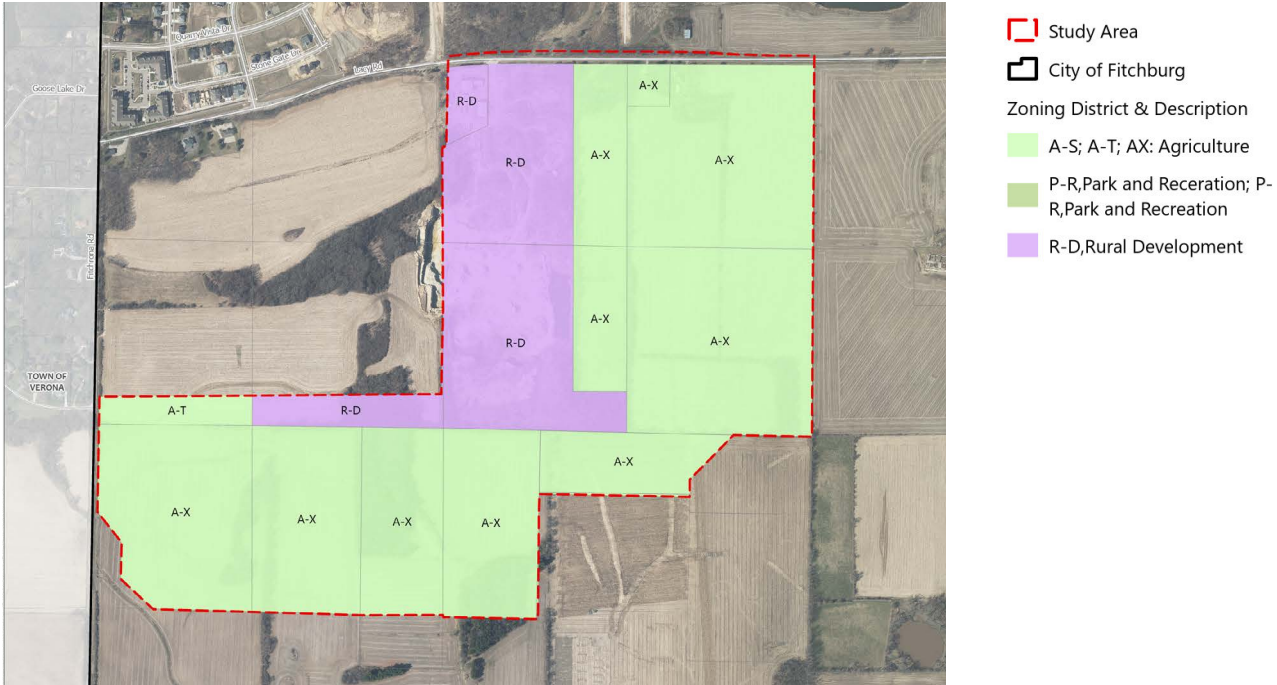 Quarry Vista Dr
Stone Gate Dr
Lacy Rd
Goose Lake Dr
Fitchrona Rd
TOWN OF
VERONA
R-D
R-D
A-X
A-X
A-X
R-D
A-X
A-X
A-T
R-D
A-X
A-X
A-X
A-X
A-X
Study Area
City of Fitchburg
Zoning District & Description
A-S; A-T; AX: Agriculture
P-R,Park and Receration; P-
R,Park and Recreation
R-D,Rural Development